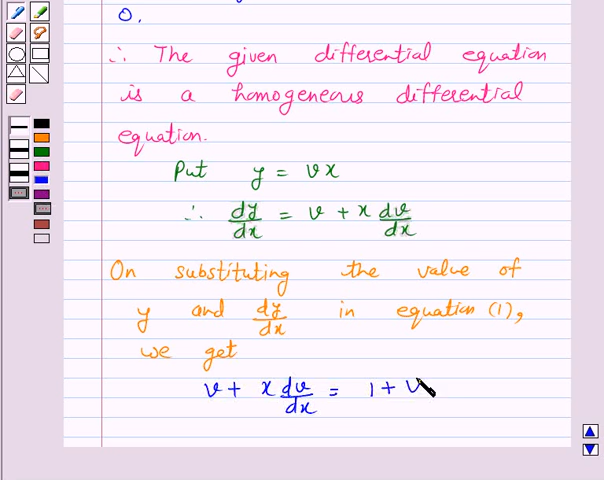 0.
∴ The given differential equation
is a homogeneous differential
equation.
Put y = vx
∴ dy/dx = v + x dv/dx
On substituting the value of
y and dy/dx in equation (1),
we get
v + x dv/dx = 1 + v